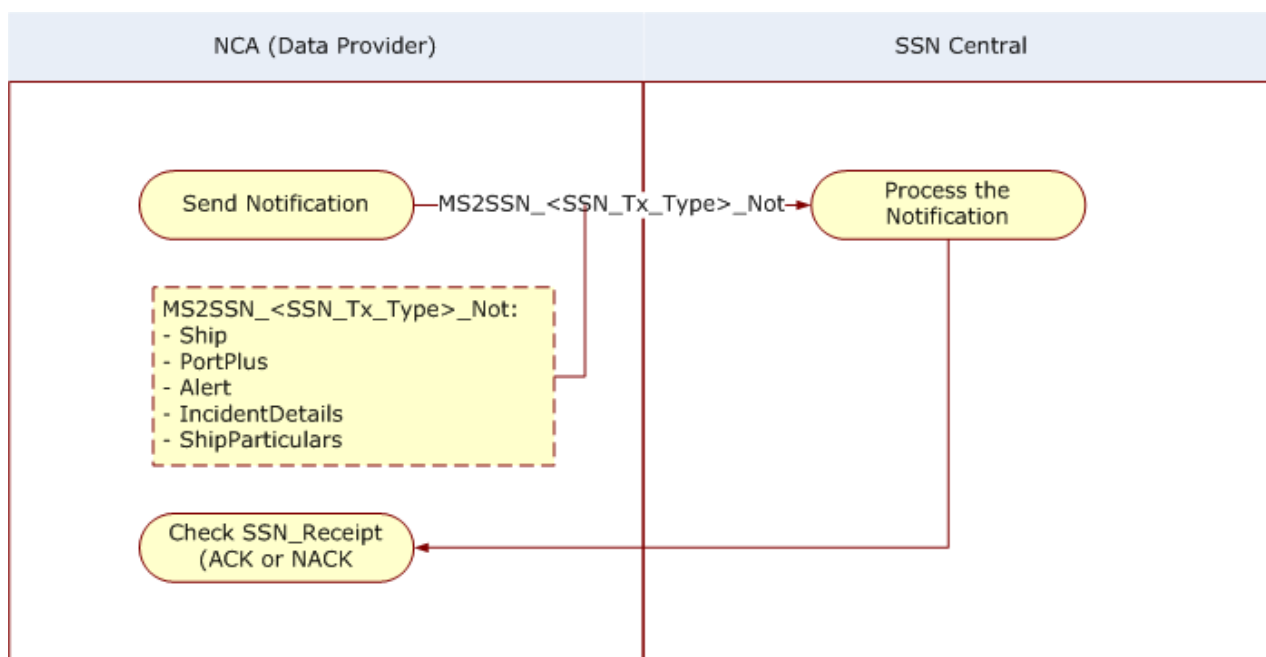 NCA (Data Provider)
SSN Central
Send Notification
MS2SSN_<SSN_Tx_Type>_Not
Process the
Notification
MS2SSN_<SSN_Tx_Type>_Not:
- Ship
- PortPlus
- Alert
- IncidentDetails
- ShipParticulars
Check SSN_Receipt
(ACK or NACK